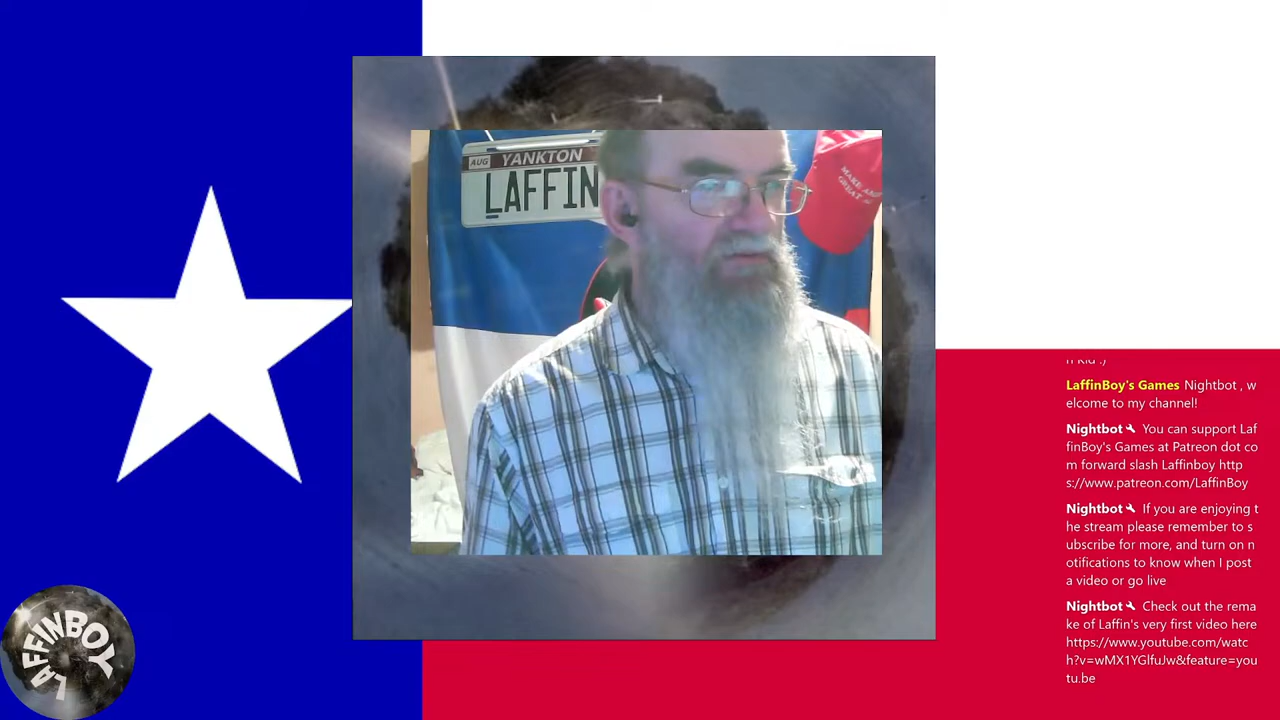 AUG YANKTON
LAFFIN
MAKE AM
GREAT A
LaffinBoy's Games Nightbot , w
elcome to my channel!
Nightbot You can support Laf
finBoy's Games at Patreon dot co
m forward slash Laffinboy http
s://www.patreon.com/LaffinBoy
Nightbot If you are enjoying t
he stream please remember to s
ubscribe for more, and turn on n
otifications to know when I post
a video or go live
Nightbot Check out the rema
ke of Laffin's very first video here
https://www.youtube.com/watc
h?v=wMX1YGlfuJw&feature=you
tu.be
LAFFINBOY